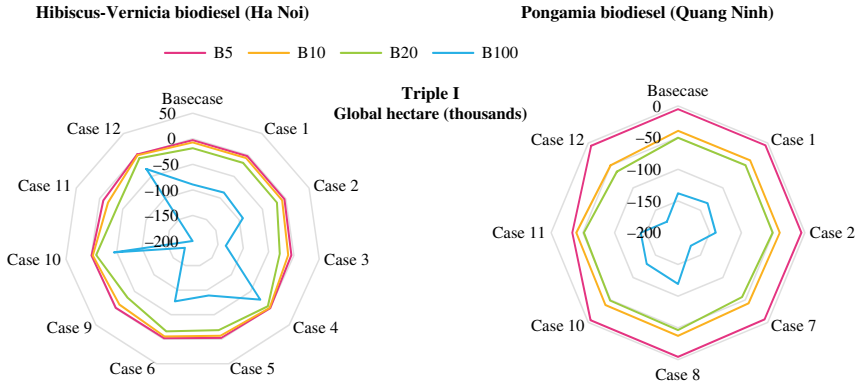 Hibiscus-Vernicia biodiesel (Ha Noi)
Pongamia biodiesel (Quang Ninh)
B5 B10 B20 B100
Triple I
Global hectare (thousands)
Basecase
Case 1
Case 2
Case 3
Case 4
Case 5
Case 6
Case 9
Case 10
Case 11
Case 12
50
0
−50
−100
−150
−200
Basecase
Case 1
Case 2
Case 7
Case 8
Case 10
Case 11
Case 12
0
−50
−100
−150
−200